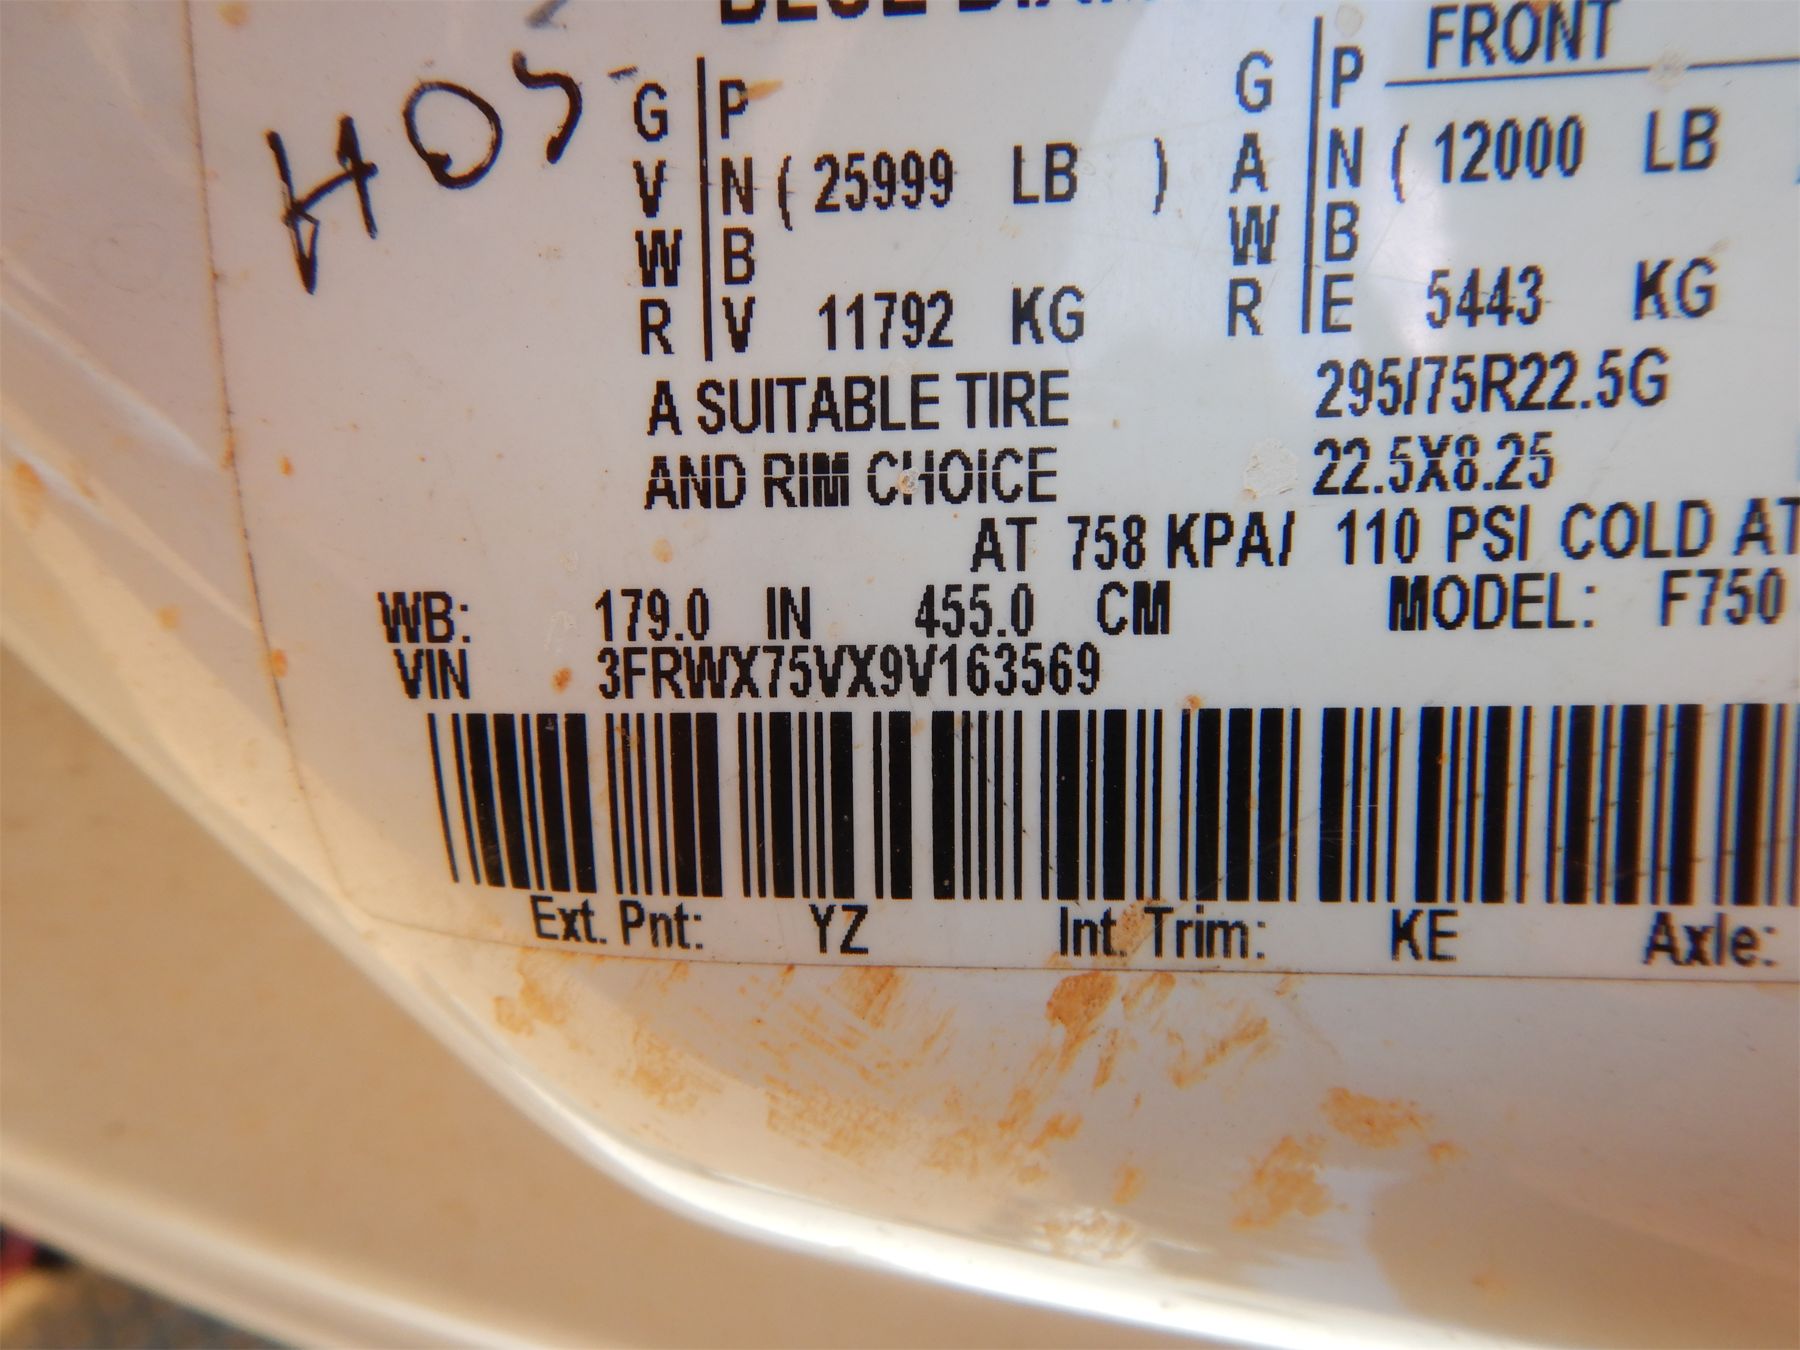 FRONT
HOS
G P
V N ( 25999 LB )
W B
R V 11792 KG
G P
A N ( 12000 LB
W B
R E 5443 KG
A SUITABLE TIRE 295/75R22.5G
AND RIM CHOICE 22.5X8.25
AT 758 KPA/ 110 PSI COLD AT
WB: 179.0 IN 455.0 CM MODEL: F750
VIN 3FRWX75VX9V163569
Ext. Pnt: YZ Int. Trim: KE Axle: